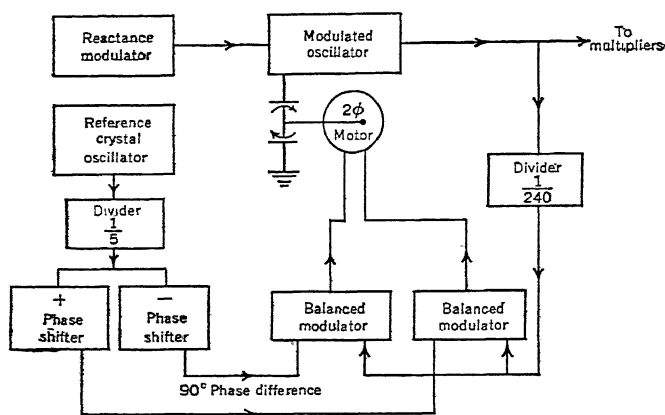 Reactance
modulator
Modulated
oscillator
To
multipliers
Reference
crystal
oscillator
2ϕ
Motor
Divider
1
240
Divider
1
5
+
Phase
shifter
−
Phase
shifter
Balanced
modulator
Balanced
modulator
90° Phase difference